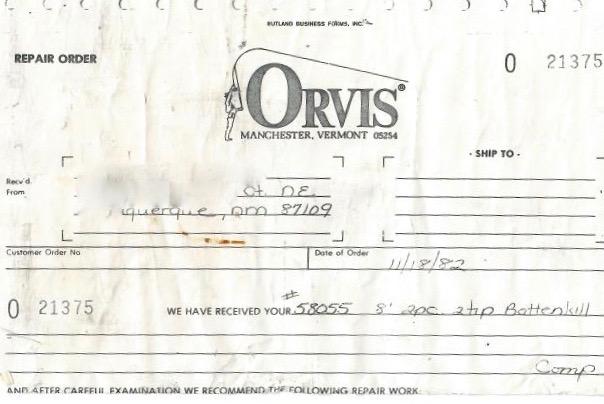 RUTLAND BUSINESS FORMS, INC.
REPAIR ORDER
0 21375
ORVIS®
MANCHESTER, VERMONT 05254
· SHIP TO ·
Rec'v'd.
From
Ct. NE
querque, nm 87109
Customer Order No.
Date of Order
11/18/82
0 21375
WE HAVE RECEIVED YOUR #58055 8' 2pc. 2tip Battenkill
Comp
AND AFTER CAREFUL EXAMINATION WE RECOMMEND THE FOLLOWING REPAIR WORK: